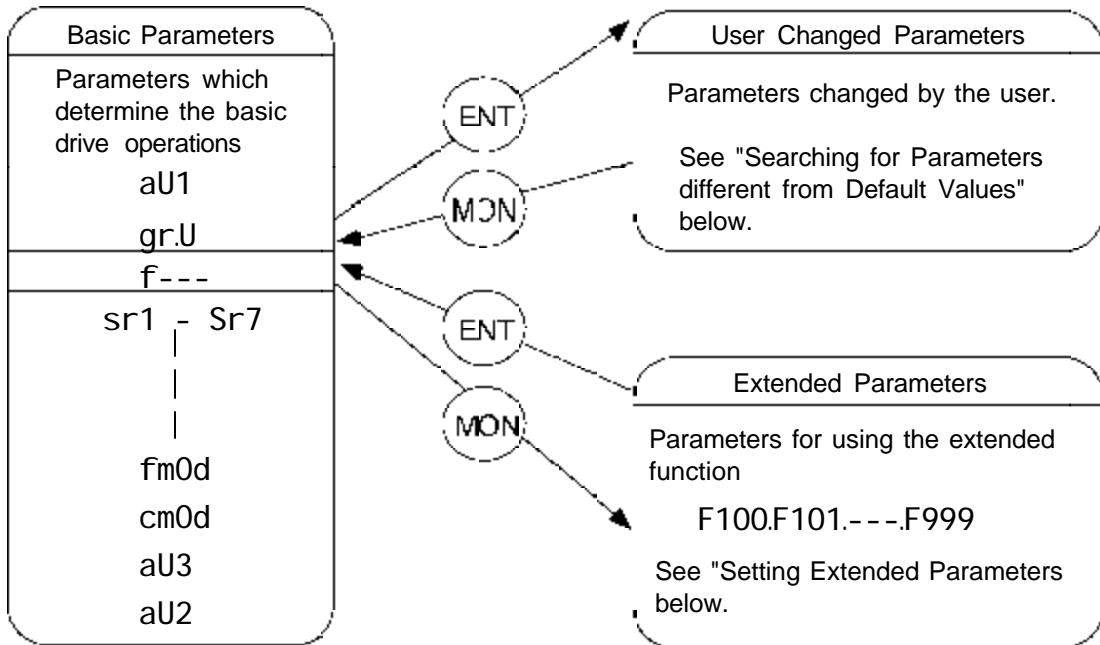 Basic Parameters
Parameters which
determine the basic
drive operations
aU1
gr.U
f---
sr1 - Sr7
fm0d
cm0d
aU3
aU2
ENT
MON
ENT
MON
User Changed Parameters
Parameters changed by the user.
See "Searching for Parameters
different from Default Values"
below.
Extended Parameters
Parameters for using the extended
function
F100.F101.---.F999
See "Setting Extended Parameters
below.